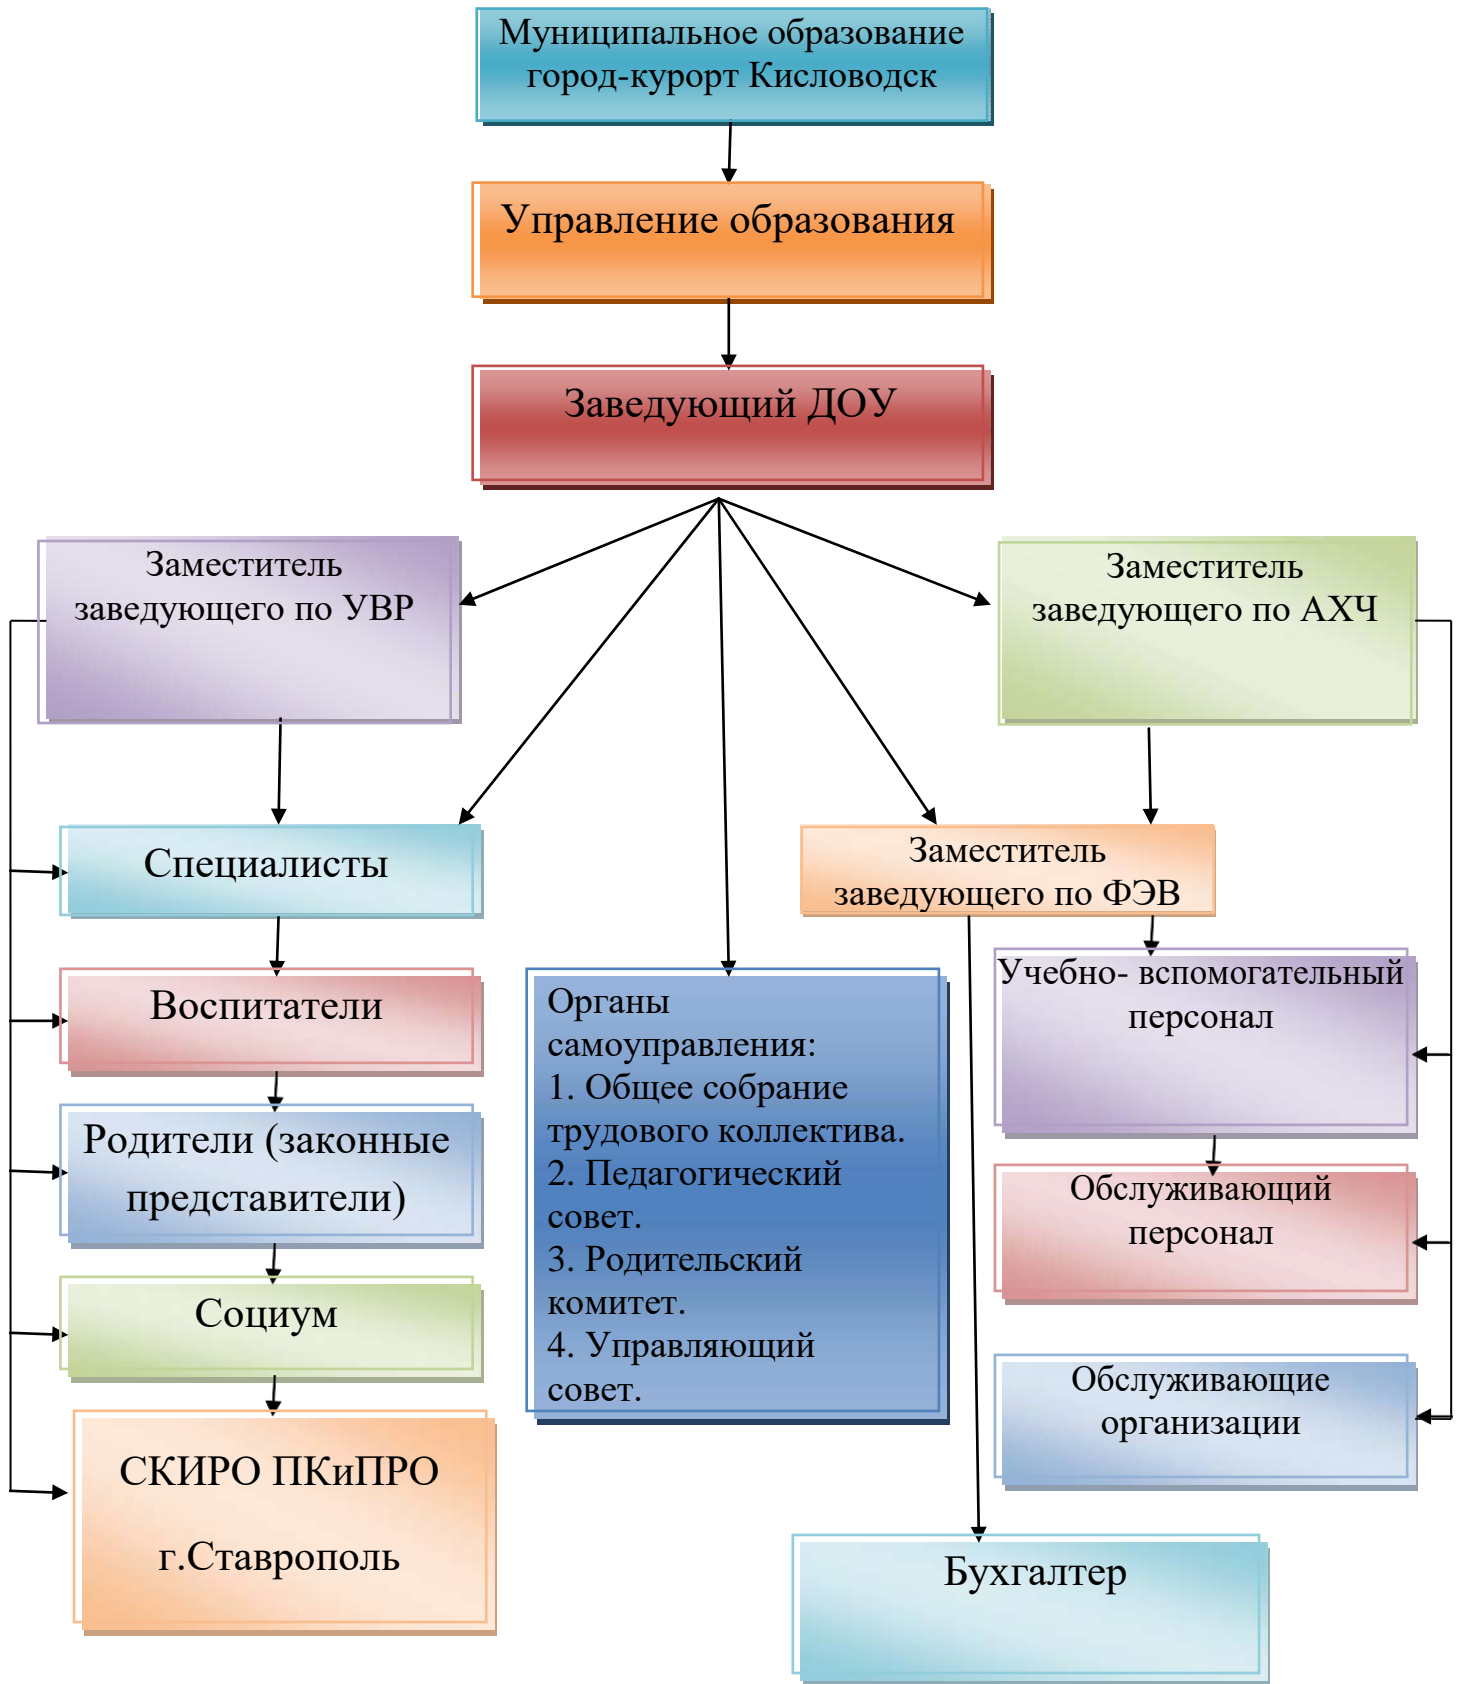 Муниципальное образование
город-курорт Кисловодск
Управление образования
Заведующий ДОУ
Заместитель
заведующего по УВР
Заместитель
заведующего по АХЧ
Специалисты
Заместитель
заведующего по ФЭВ
Воспитатели
Родители (законные
представители)
Социум
СКИРО ПКиПРО
г.Ставрополь
Органы
самоуправления:
1. Общее собрание
трудового коллектива.
2. Педагогический
совет.
3. Родительский
комитет.
4. Управляющий
совет.
Учебно- вспомогательный
персонал
Обслуживающий
персонал
Обслуживающие
организации
Бухгалтер